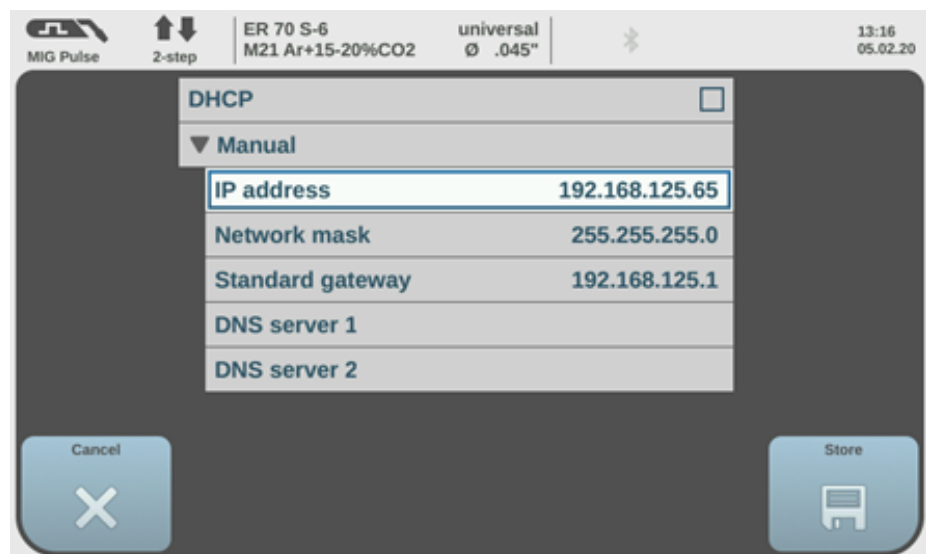 MIG Pulse
2-step
ER 70 S-6 universal
M21 Ar+15-20%CO2 Ø .045"
13:16
05.02.20
DHCP
Manual
IP address 192.168.125.65
Network mask 255.255.255.0
Standard gateway 192.168.125.1
DNS server 1
DNS server 2
Cancel
Store